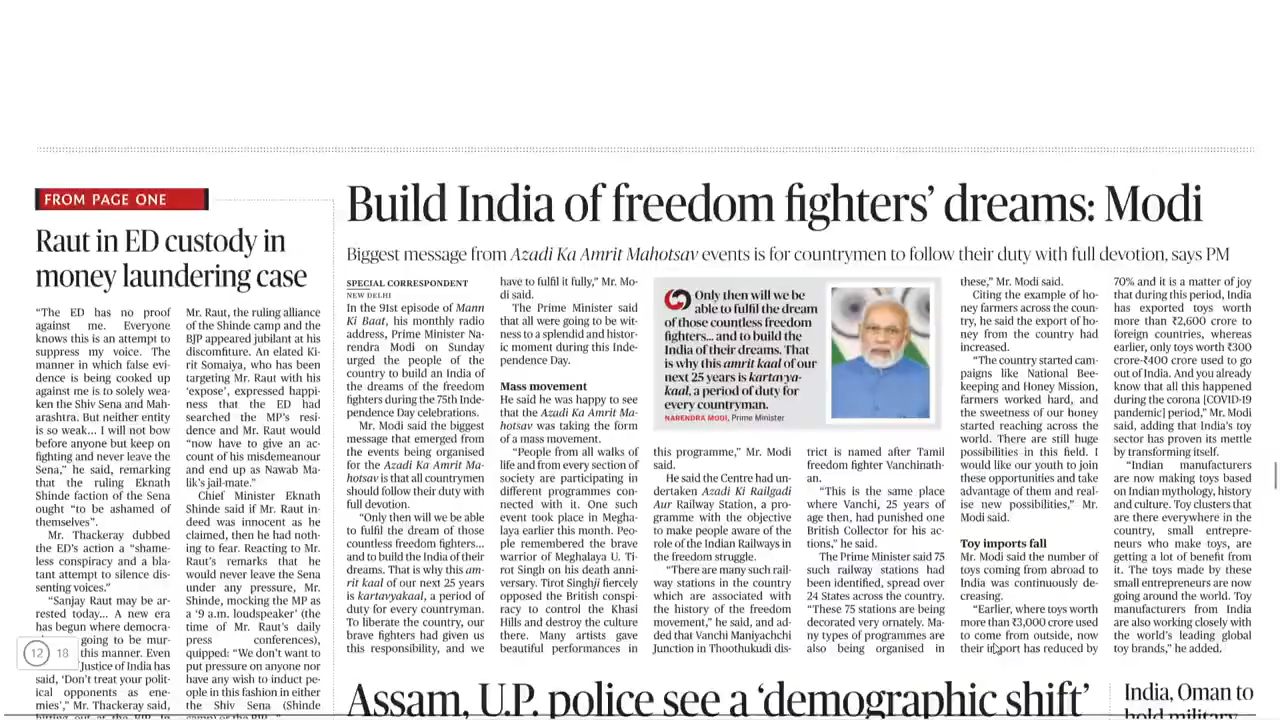 FROM PAGE ONE
Raut in ED custody in
money laundering case
“The ED has no proof
against me. Everyone
knows this is an attempt to
suppress my voice. The
manner in which false evi-
dence is being cooked up
against me is to solely wea-
ken the Shiv Sena and Mah-
arashtra. But neither entity
is so weak... I will not bow
before anyone but keep on
fighting and never leave the
Sena,” he said, remarking
that the ruling Eknath
Shinde faction of the Sena
ought “to be ashamed of
themselves”.
Mr. Thackeray dubbed
the ED’s action a “shame-
less conspiracy and a bla-
tant attempt to silence dis-
senting voices.”
“Sanjay Raut may be ar-
rested today... A new era
has begun where democra-
going to be mur-
this manner. Even
Justice of India has
said, ‘Don’t treat your polit-
ical opponents as ene-
mies’,” Mr. Thackeray said,
Mr. Raut, the ruling alliance
of the Shinde camp and the
BJP appeared jubilant at his
discomfiture. An elated Ki-
rit Somaiya, who has been
targeting Mr. Raut with his
‘expose’, expressed happi-
ness that the ED had
searched the MP’s resi-
dence and Mr. Raut would
“now have to give an ac-
count of his misdemeanour
and end up as Nawab Ma-
lik’s jail-mate.”
Chief Minister Eknath
Shinde said if Mr. Raut in-
deed was innocent as he
claimed, then he had noth-
ing to fear. Reacting to Mr.
Raut’s remarks that he
would never leave the Sena
under any pressure, Mr.
Shinde, mocking the MP as
a ‘9 a.m. loudspeaker’ (the
time of Mr. Raut’s daily
press conferences),
quipped: “We don’t want to
put pressure on anyone nor
have any wish to induct pe-
ople in this fashion in either
the Shiv Sena (Shinde
12 18
Build India of freedom fighters’ dreams: Modi
Biggest message from Azadi Ka Amrit Mahotsav events is for countrymen to follow their duty with full devotion, says PM
SPECIAL CORRESPONDENT
NEW DELHI
In the 91st episode of Mann
Ki Baat, his monthly radio
address, Prime Minister Na-
rendra Modi on Sunday
urged the people of the
country to build an India of
the dreams of the freedom
fighters during the 75th Inde-
pendence Day celebrations.
Mr. Modi said the biggest
message that emerged from
the events being organised
for the Azadi Ka Amrit Ma-
hotsav is that all countrymen
should follow their duty with
full devotion.
“Only then will we be able
to fulfil the dream of those
countless freedom fighters...
and to build the India of their
dreams. That is why this am-
rit kaal of our next 25 years
is kartavyakaal, a period of
duty for every countryman.
To liberate the country, our
brave fighters had given us
this responsibility, and we
have to fulfil it fully,” Mr. Mo-
di said.
The Prime Minister said
that all were going to be wit-
ness to a splendid and histor-
ic moment during this Inde-
pendence Day.
Mass movement
He said he was happy to see
that the Azadi Ka Amrit Ma-
hotsav was taking the form
of a mass movement.
“People from all walks of
life and from every section of
society are participating in
different programmes con-
nected with it. One such
event took place in Megha-
laya earlier this month. Peo-
ple remembered the brave
warrior of Meghalaya U. Ti-
rot Singh on his death anni-
versary. Tirot Singhji fiercely
opposed the British conspi-
racy to control the Khasi
Hills and destroy the culture
there. Many artistes gave
beautiful performances in
Only then will we be
able to fulfil the dream
of those countless freedom
fighters... and to build the
India of their dreams. That
is why this amrit kaal of our
next 25 years is kartavya-
kaal, a period of duty for
every countryman.
NARENDRA MODI, Prime Minister
this programme,” Mr. Modi
said.
He said the Centre had un-
dertaken Azadi Ki Railgadi
Aur Railway Station, a pro-
gramme with the objective
to make people aware of the
role of the Indian Railways in
the freedom struggle.
“There are many such rail-
way stations in the country
which are associated with
the history of the freedom
movement,” he said, and ad-
ded that Vanchi Maniyachchi
Junction in Thoothukudi dis-
trict is named after Tamil
freedom fighter Vanchinath-
an.
“This is the same place
where Vanchi, 25 years of
age then, had punished one
British Collector for his ac-
tions,” he said.
The Prime Minister said 75
such railway stations had
been identified, spread over
24 States across the country.
“These 75 stations are being
decorated very ornately. Ma-
ny types of programmes are
also being organised in
these,” Mr. Modi said.
Citing the example of ho-
ney farmers across the coun-
try, he said the export of ho-
ney from the country had
increased.
“The country started cam-
paigns like National Bee-
keeping and Honey Mission,
farmers worked hard, and
the sweetness of our honey
started reaching across the
world. There are still huge
possibilities in this field. I
would like our youth to join
these opportunities and take
advantage of them and real-
ise new possibilities,” Mr.
Modi said.
Toy imports fall
Mr. Modi said the number of
toys coming from abroad to
India was continuously de-
creasing.
“Earlier, where toys worth
more than ₹3,000 crore used
to come from outside, now
their import has reduced by
70% and it is a matter of joy
that during this period, India
has exported toys worth
more than ₹2,600 crore to
foreign countries, whereas
earlier, only toys worth ₹300
crore-₹400 crore used to go
out of India. And you already
know that all this happened
during the corona [COVID-19
pandemic] period,” Mr. Modi
said, adding that India’s toy
sector has proven its mettle
by transforming itself.
“Indian manufacturers
are now making toys based
on Indian mythology, history
and culture. Toy clusters that
are there everywhere in the
country, small entrepre-
neurs who make toys, are
getting a lot of benefit from
it. The toys made by these
small entrepreneurs are now
going around the world. Toy
manufacturers from India
are also working closely with
the world’s leading global
toy brands,” he added.
Assam, U.P. police see a ‘demographic shift’
India, Oman to
hold military